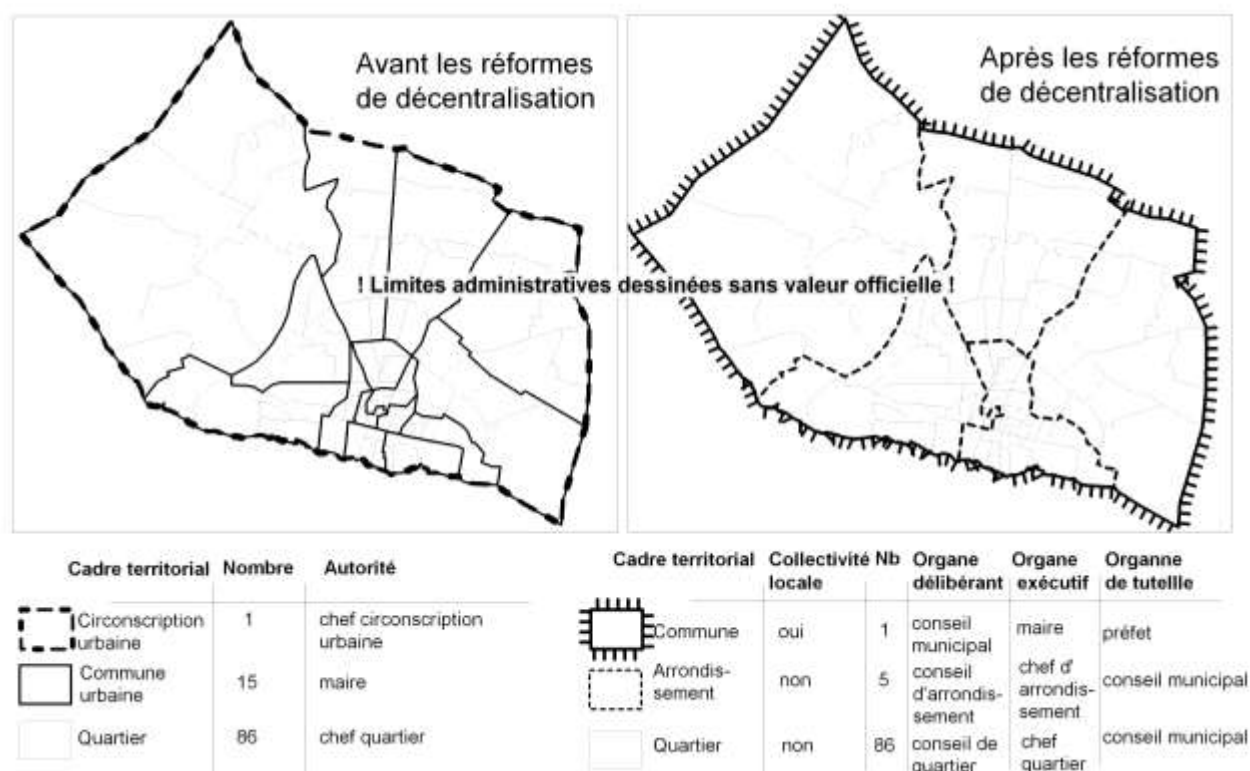 Avant les réformes
de décentralisation
Après les réformes
de décentralisation
! Limites administratives dessinées sans valeur officielle !
Cadre territorial Nombre Autorité
Circonscription
urbaine 1 chef circonscription
urbaine
Commune
urbaine 15 maire
Quartier 86 chef quartier
Cadre territorial Collectivité
locale Nb Organe
délibérant Organe
exécutif Organne
de tutellle
Commune oui 1 conseil
municipal maire préfet
Arrondis-
sement non 5 conseil
d'arrondis-
sement chef d'
arrondis-
sement conseil municipal
Quartier non 86 conseil de
quartier chef
quartier conseil municipal